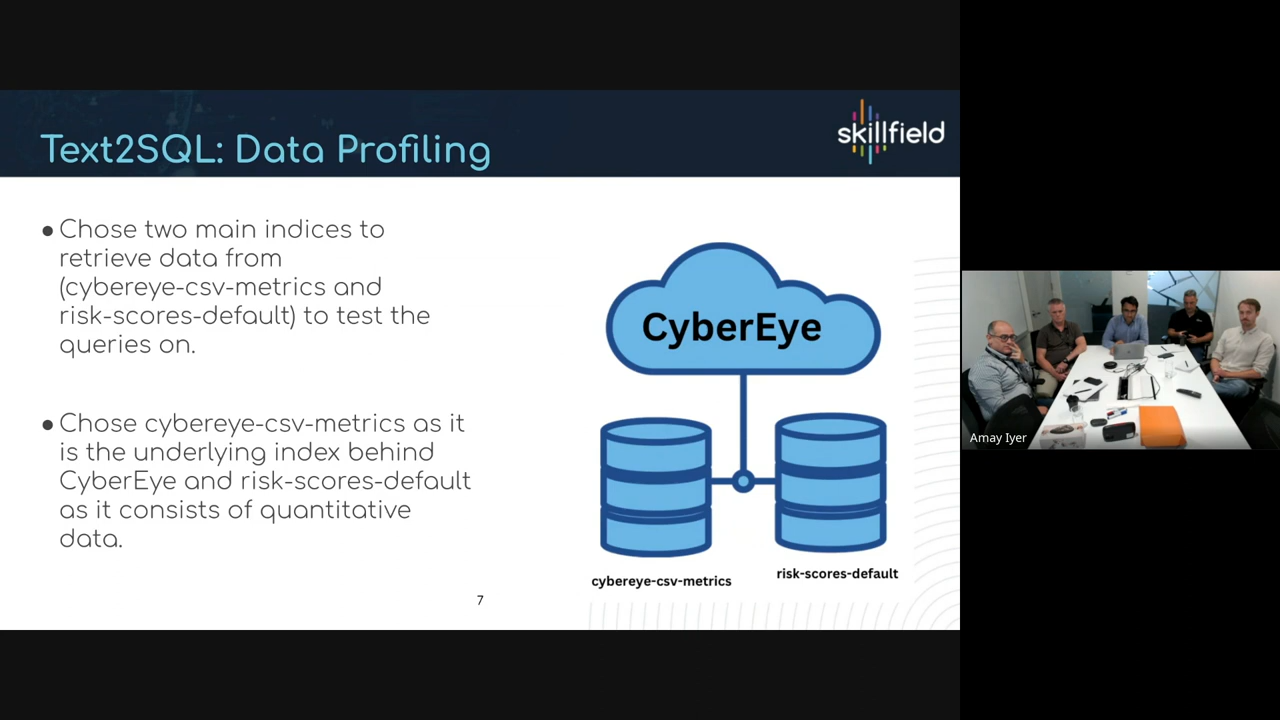 Text2SQL: Data Profiling
skillfield
● Chose two main indices to
retrieve data from
(cybereye-csv-metrics and
risk-scores-default) to test the
queries on.
● Chose cybereye-csv-metrics as it
is the underlying index behind
CyberEye and risk-scores-default
as it consists of quantitative
data.
CyberEye
cybereye-csv-metrics
risk-scores-default
7
Amay Iyer